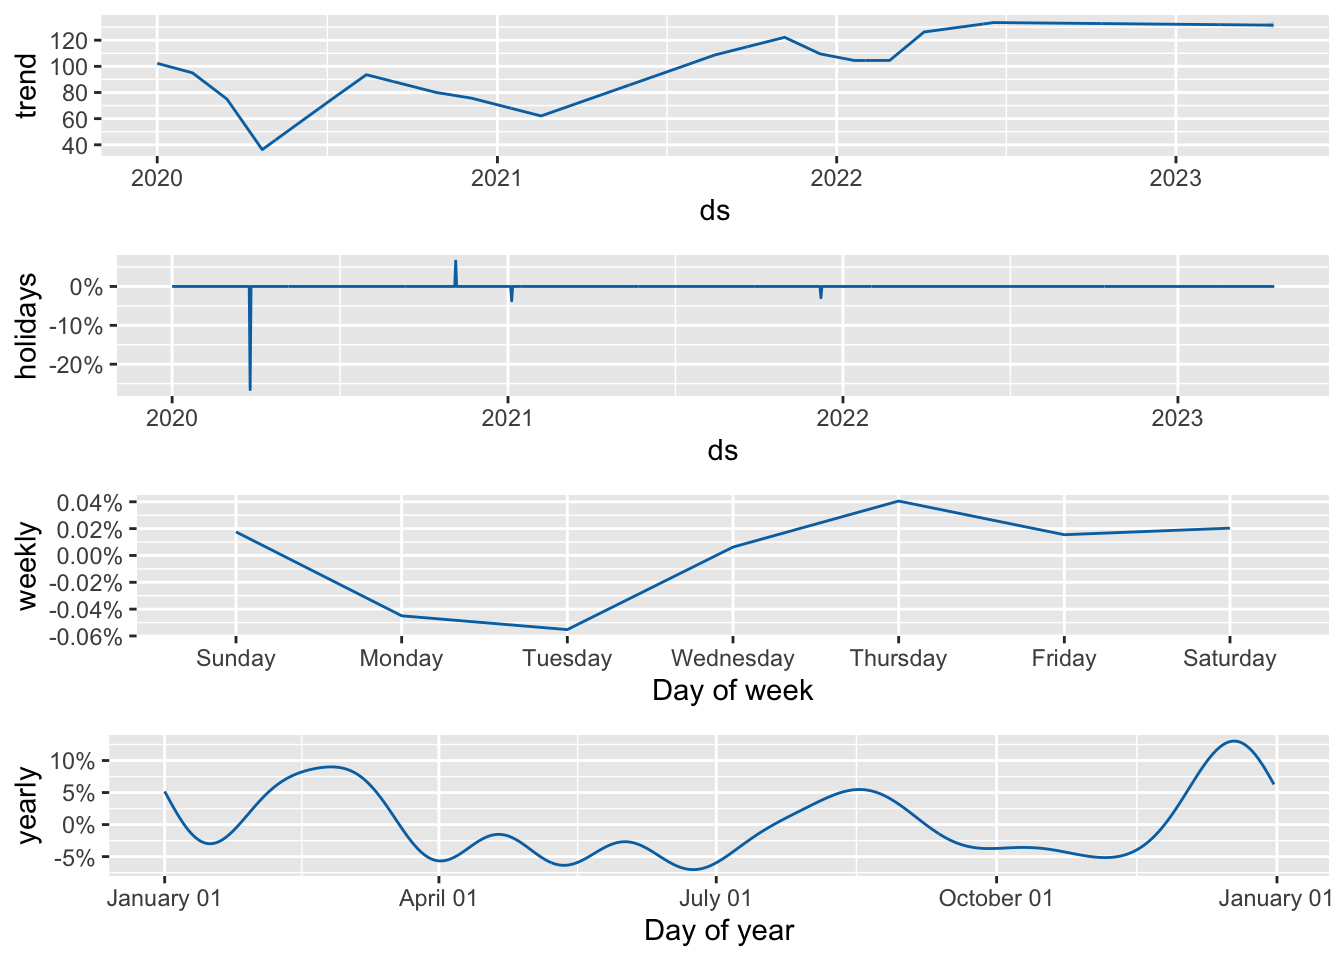 trend
120
100
80
60
40
2020 2021 2022 2023
ds
holidays
0%
-10%
-20%
2020 2021 2022 2023
ds
weekly
0.04%
0.02%
0.00%
-0.02%
-0.04%
-0.06%
Sunday Monday Tuesday Wednesday Thursday Friday Saturday
Day of week
yearly
10%
5%
0%
-5%
January 01 April 01 July 01 October 01 January 01
Day of year